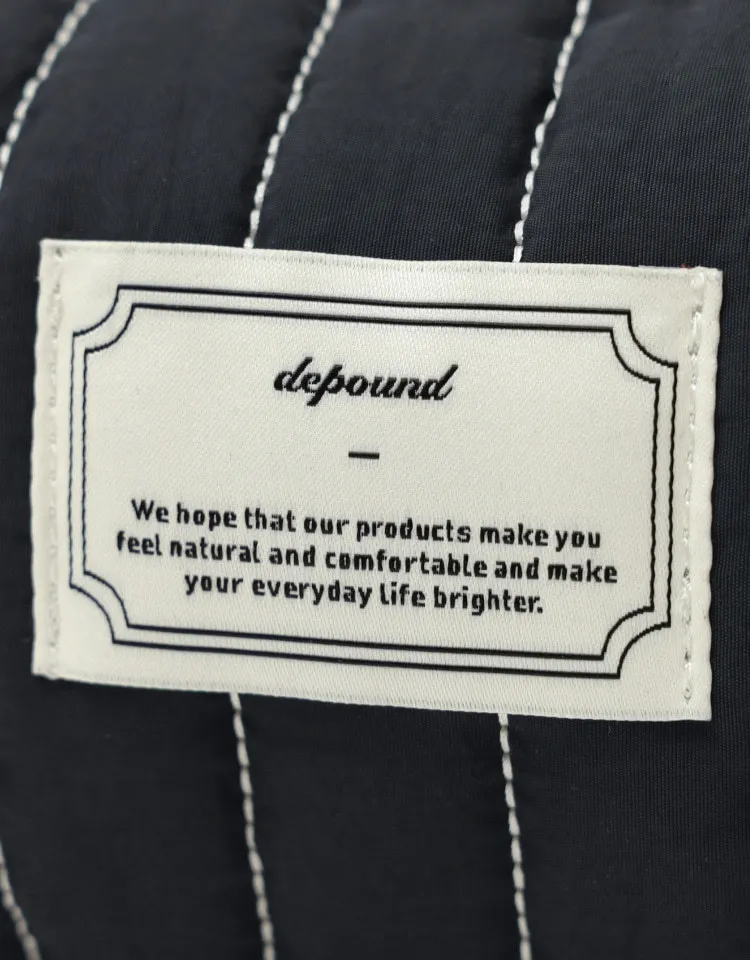 depound
—
We hope that our products make you
feel natural and comfortable and make
your everyday life brighter.